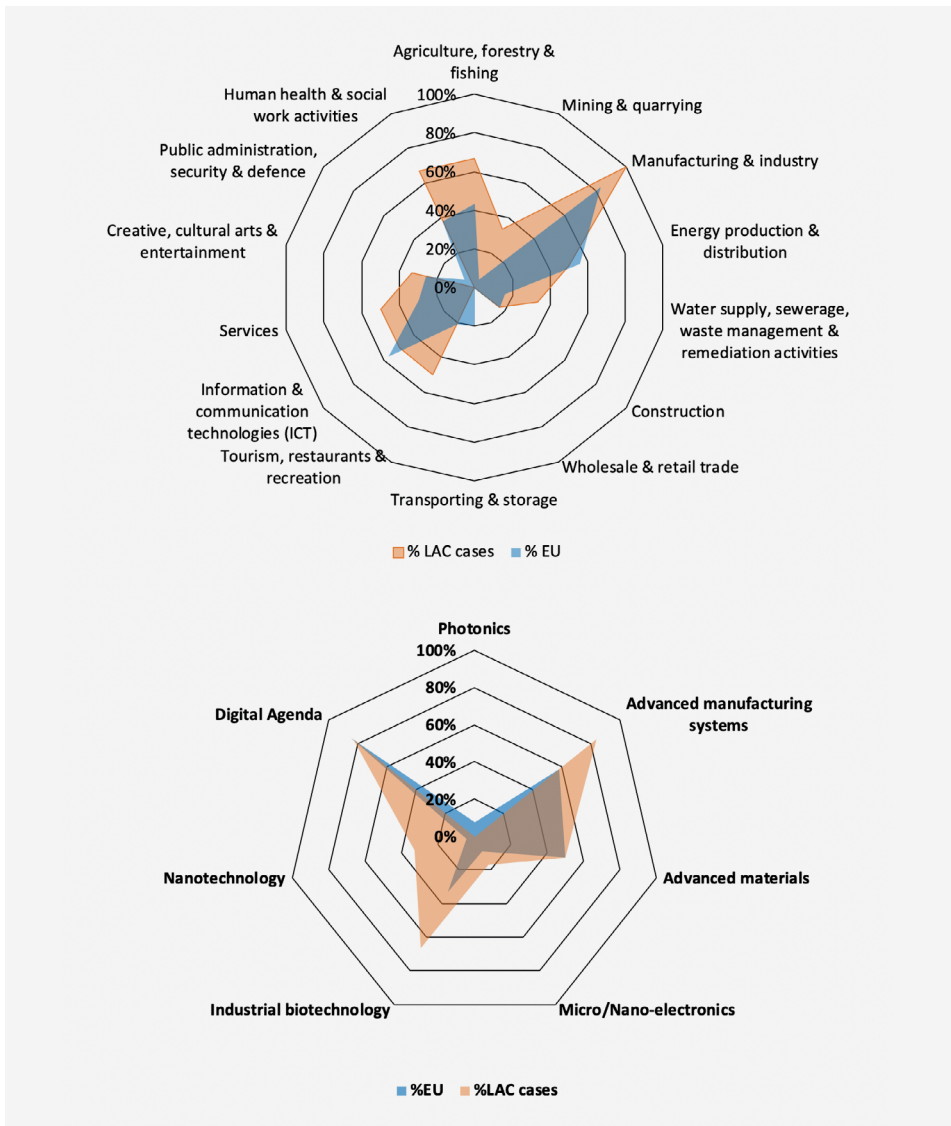 Agriculture, forestry &
fishing
100%
Human health & social
work activities
Mining & quarrying
80%
Public administration,
security & defence
Manufacturing & industry
60%
40%
Creative, cultural arts &
entertainment
Energy production &
distribution
20%
0%
Services
Water supply, sewerage,
waste management &
remediation activities
Information &
communication
technologies (ICT)
Construction
Tourism, restaurants &
recreation
Wholesale & retail trade
Transporting & storage
% LAC cases % EU
Photonics
100%
80%
Digital Agenda
Advanced manufacturing
systems
60%
40%
20%
0%
Nanotechnology
Advanced materials
Industrial biotechnology
Micro/Nano-electronics
%EU %LAC cases